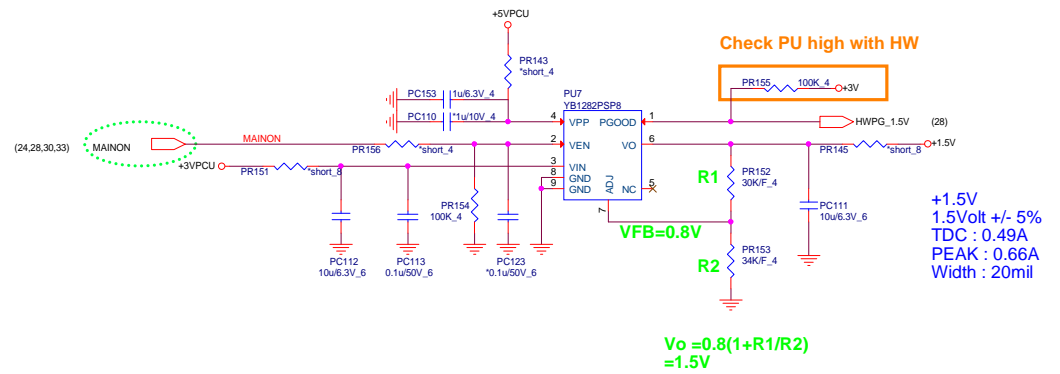 +5VPCU
Check PU high with HW
PR143
*short_4
PR155
100K_4
+3V
PC153
1u/6.3V_4
PU7
YB1282PSP8
PC110
*1u/10V_4
4
VPP
PGOOD
1
HWPG_1.5V
(28)
(24,28,30,33)
MAINON
MAINON
PR156
*short_4
2
VEN
VO
6
PR145
*short_8
+1.5V
+3VPCU
PR151
*short_8
3
VIN
8
GND
9
GND
ADJ
NC
5
7
R1
PR152
30K/F_4
PR154
100K_4
PC111
10u/6.3V_6
VFB=0.8V
PC112
10u/6.3V_6
PC113
0.1u/50V_6
PC123
*0.1u/50V_6
R2
PR153
34K/F_4
+1.5V
1.5Volt +/- 5%
TDC : 0.49A
PEAK : 0.66A
Width : 20mil
Vo =0.8(1+R1/R2)
=1.5V